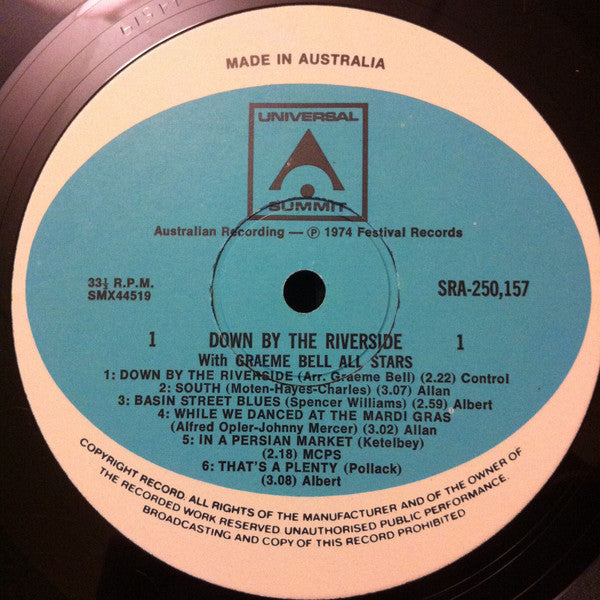 MADE IN AUSTRALIA
UNIVERSAL
SUMMIT
Australian Recording — Ⓟ 1974 Festival Records
33⅓ R.P.M.
SMX44519
SRA-250,157
1 DOWN BY THE RIVERSIDE 1
With GRAEME BELL ALL STARS
1: DOWN BY THE RIVERSIDE (Arr. Graeme Bell) (2.22) Control
2: SOUTH (Moten-Hayes-Charles) (3.07) Allan
3: BASIN STREET BLUES (Spencer Williams) (2.59) Albert
4: WHILE WE DANCED AT THE MARDI GRAS
(Alfred Opler-Johnny Mercer) (3.02) Allan
5: IN A PERSIAN MARKET (Ketelbey)
(2.18) MCPS
6: THAT'S A PLENTY (Pollack)
(3.08) Albert
COPYRIGHT RECORD. ALL RIGHTS OF THE MANUFACTURER AND OF THE OWNER OF
THE RECORDED WORK RESERVED. UNAUTHORISED PUBLIC PERFORMANCE.
BROADCASTING AND COPY OF THIS RECORD PROHIBITED